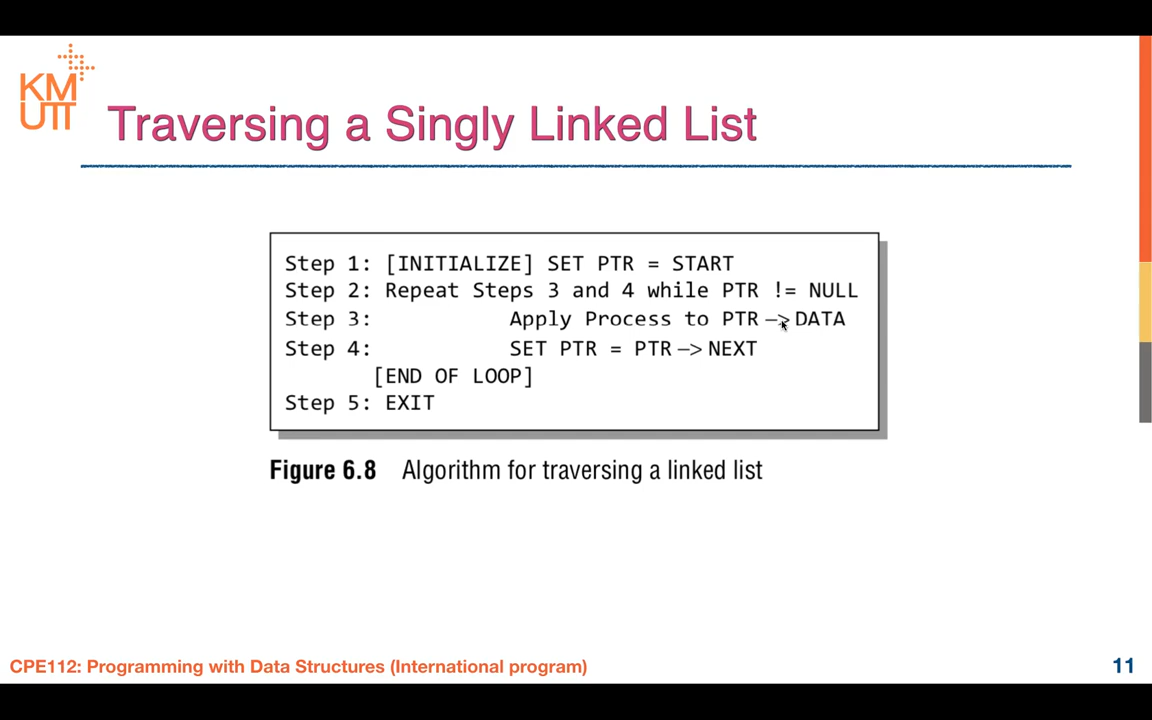 KM
UTT
Traversing a Singly Linked List
Step 1: [INITIALIZE] SET PTR = START
Step 2: Repeat Steps 3 and 4 while PTR != NULL
Step 3: Apply Process to PTR —> DATA
Step 4: SET PTR = PTR —> NEXT
[END OF LOOP]
Step 5: EXIT
Figure 6.8 Algorithm for traversing a linked list
CPE112: Programming with Data Structures (International program)
11